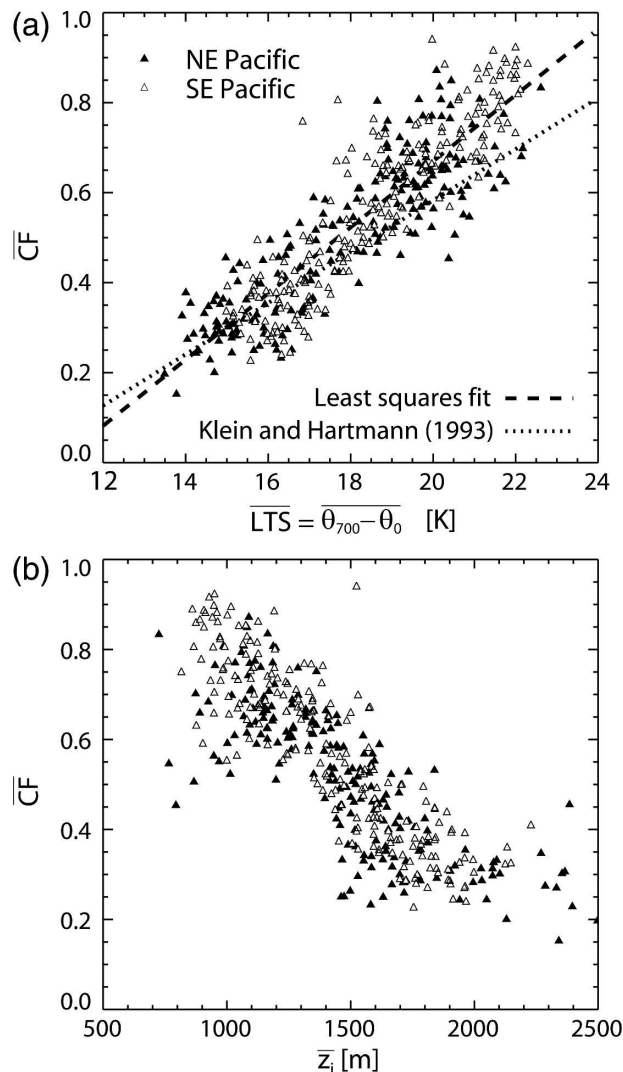 (a)
1.0
0.8
0.6
0.4
0.2
0.0
CF
▲ NE Pacific
△ SE Pacific
Least squares fit
Klein and Hartmann (1993)
12 14 16 18 20 22 24
LTS = θ700−θ0 [K]
(b)
1.0
0.8
0.6
0.4
0.2
0.0
CF
500 1000 1500 2000 2500
zi [m]